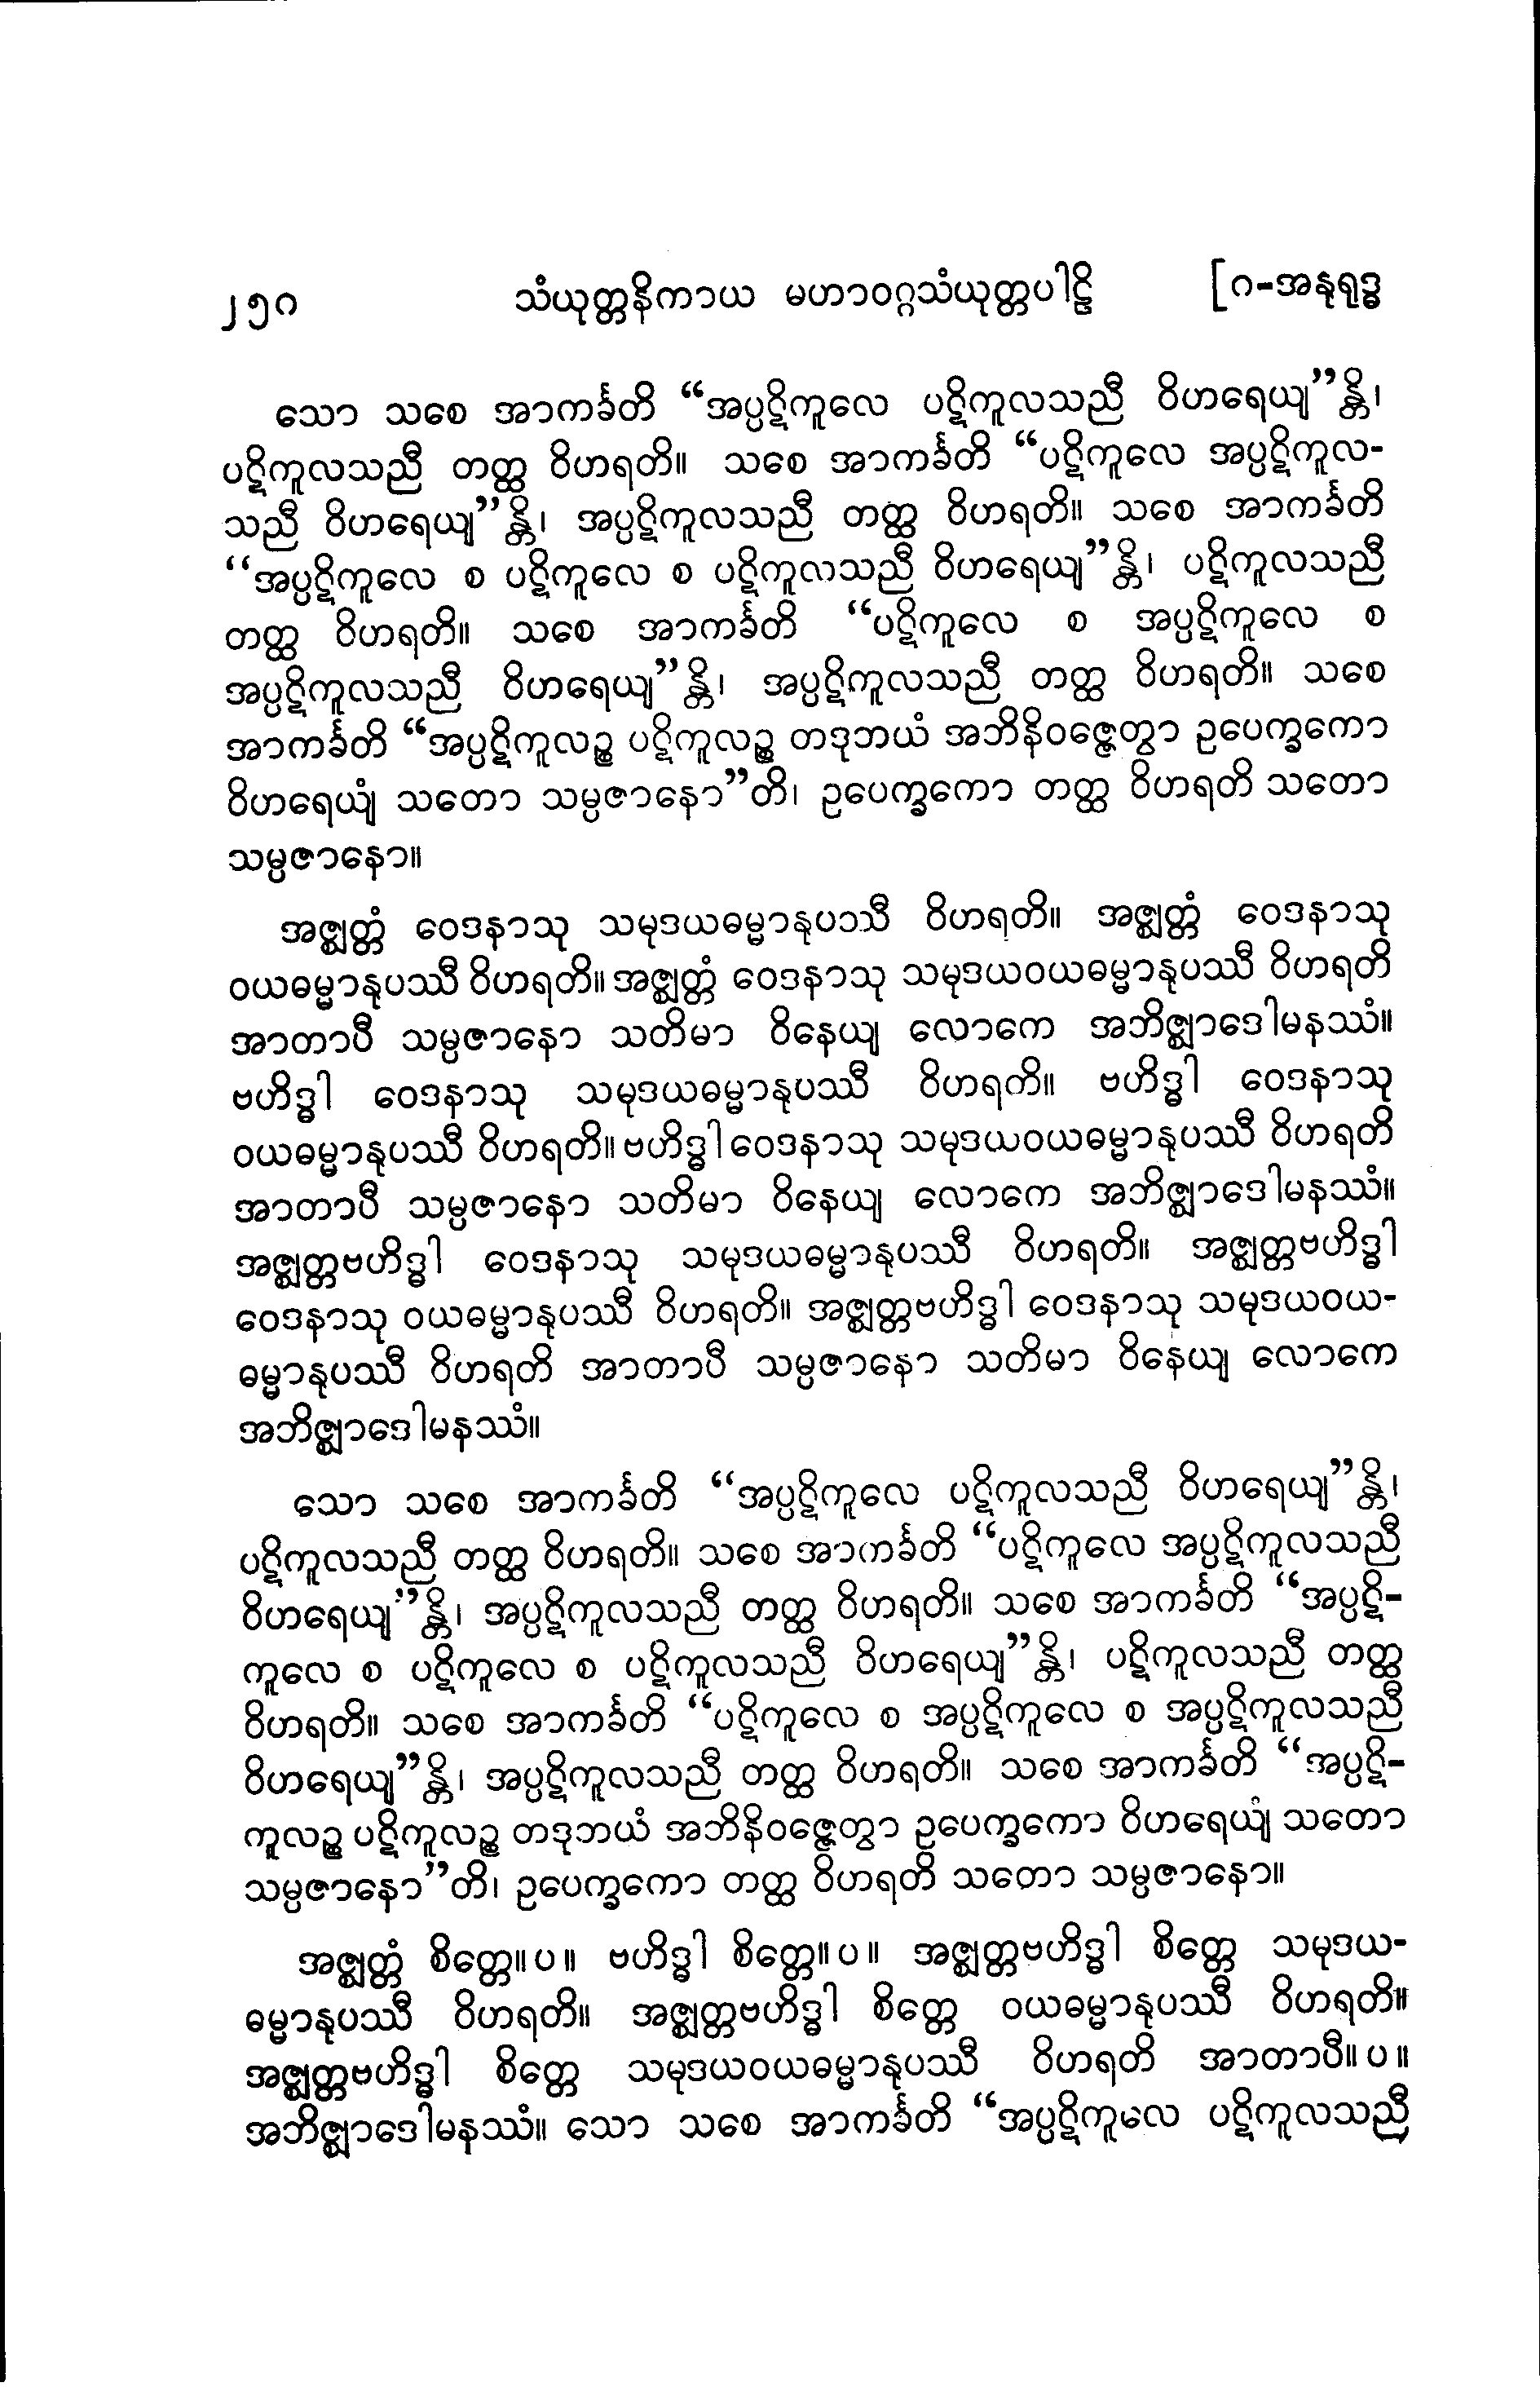 ၂၅၀ သံယုတ္တနိကာယ မဟာဝဂ္ဂသံယုတ္တပါဠိ [၈-အနုရုဒ္ဓ
သော သစေ အာကင်္ခတိ “အပ္ပဋိကူလေ ပဋိကူလသညီ ဝိဟရေယျ”န္တိ၊
ပဋိကူလသညီ တတ္ထ ဝိဟရတိ။ သစေ အာကင်္ခတိ “ပဋိကူလေ အပ္ပဋိကူလ-
သညီ ဝိဟရေယျ”န္တိ၊ အပ္ပဋိကူလသညီ တတ္ထ ဝိဟရတိ။ သစေ အာကင်္ခတိ
“အပ္ပဋိကူလေ စ ပဋိကူလေ စ ပဋိကူလသညီ ဝိဟရေယျ”န္တိ၊ ပဋိကူလသညီ
တတ္ထ ဝိဟရတိ။ သစေ အာကင်္ခတိ “ပဋိကူလေ စ အပ္ပဋိကူလေ စ
အပ္ပဋိကူလသညီ ဝိဟရေယျ”န္တိ၊ အပ္ပဋိကူလသညီ တတ္ထ ဝိဟရတိ။ သစေ
အာကင်္ခတိ “အပ္ပဋိကူလဉ္စ ပဋိကူလဉ္စ တဒုဘယံ အဘိနိဝဇ္ဇေတွာ ဥပေက္ခကော
ဝိဟရေယျံ သတော သမ္ပဇာနော”တိ၊ ဥပေက္ခကော တတ္ထ ဝိဟရတိ သတော
သမ္ပဇာနော။
အဇ္ဈတ္တံ ဝေဒနာသု သမုဒယဓမ္မာနုပဿီ ဝိဟရတိ။ အဇ္ဈတ္တံ ဝေဒနာသု
ဝယဓမ္မာနုပဿီ ဝိဟရတိ။ အဇ္ဈတ္တံ ဝေဒနာသု သမုဒယဝယဓမ္မာနုပဿီ ဝိဟရတိ
အာတာပီ သမ္ပဇာနော သတိမာ ဝိနေယျ လောကေ အဘိဇ္ဈာဒေါမနဿံ။
ဗဟိဒ္ဓါ ဝေဒနာသု သမုဒယဓမ္မာနုပဿီ ဝိဟရတိ။ ဗဟိဒ္ဓါ ဝေဒနာသု
ဝယဓမ္မာနုပဿီ ဝိဟရတိ။ ဗဟိဒ္ဓါ ဝေဒနာသု သမုဒယဝယဓမ္မာနုပဿီ ဝိဟရတိ
အာတာပီ သမ္ပဇာနော သတိမာ ဝိနေယျ လောကေ အဘိဇ္ဈာဒေါမနဿံ။
အဇ္ဈတ္တဗဟိဒ္ဓါ ဝေဒနာသု သမုဒယဓမ္မာနုပဿီ ဝိဟရတိ။ အဇ္ဈတ္တဗဟိဒ္ဓါ
ဝေဒနာသု ဝယဓမ္မာနုပဿီ ဝိဟရတိ။ အဇ္ဈတ္တဗဟိဒ္ဓါ ဝေဒနာသု သမုဒယဝယ-
ဓမ္မာနုပဿီ ဝိဟရတိ အာတာပီ သမ္ပဇာနော သတိမာ ဝိနေယျ လောကေ
အဘိဇ္ဈာဒေါမနဿံ။
သော သစေ အာကင်္ခတိ “အပ္ပဋိကူလေ ပဋိကူလသညီ ဝိဟရေယျ”န္တိ၊
ပဋိကူလသညီ တတ္ထ ဝိဟရတိ။ သစေ အာကင်္ခတိ “ပဋိကူလေ အပ္ပဋိကူလသညီ
ဝိဟရေယျ”န္တိ၊ အပ္ပဋိကူလသညီ တတ္ထ ဝိဟရတိ။ သစေ အာကင်္ခတိ “အပ္ပဋိ-
ကူလေ စ ပဋိကူလေ စ ပဋိကူလသညီ ဝိဟရေယျ”န္တိ၊ ပဋိကူလသညီ တတ္ထ
ဝိဟရတိ။ သစေ အာကင်္ခတိ “ပဋိကူလေ စ အပ္ပဋိကူလေ စ အပ္ပဋိကူလသညီ
ဝိဟရေယျ”န္တိ၊ အပ္ပဋိကူလသညီ တတ္ထ ဝိဟရတိ။ သစေ အာကင်္ခတိ “အပ္ပဋိ-
ကူလဉ္စ ပဋိကူလဉ္စ တဒုဘယံ အဘိနိဝဇ္ဇေတွာ ဥပေက္ခကော ဝိဟရေယျံ သတော
သမ္ပဇာနော”တိ၊ ဥပေက္ခကော တတ္ထ ဝိဟရတိ သတော သမ္ပဇာနော။
အဇ္ဈတ္တံ စိတ္တေ။ပ။ ဗဟိဒ္ဓါ စိတ္တေ။ပ။ အဇ္ဈတ္တဗဟိဒ္ဓါ စိတ္တေ သမုဒယ-
ဓမ္မာနုပဿီ ဝိဟရတိ။ အဇ္ဈတ္တဗဟိဒ္ဓါ စိတ္တေ ဝယဓမ္မာနုပဿီ ဝိဟရတိ။
အဇ္ဈတ္တဗဟိဒ္ဓါ စိတ္တေ သမုဒယဝယဓမ္မာနုပဿီ ဝိဟရတိ အာတာပီ။ပ။
အဘိဇ္ဈာဒေါမနဿံ။ သော သစေ အာကင်္ခတိ “အပ္ပဋိကူလေ ပဋိကူလသညီ